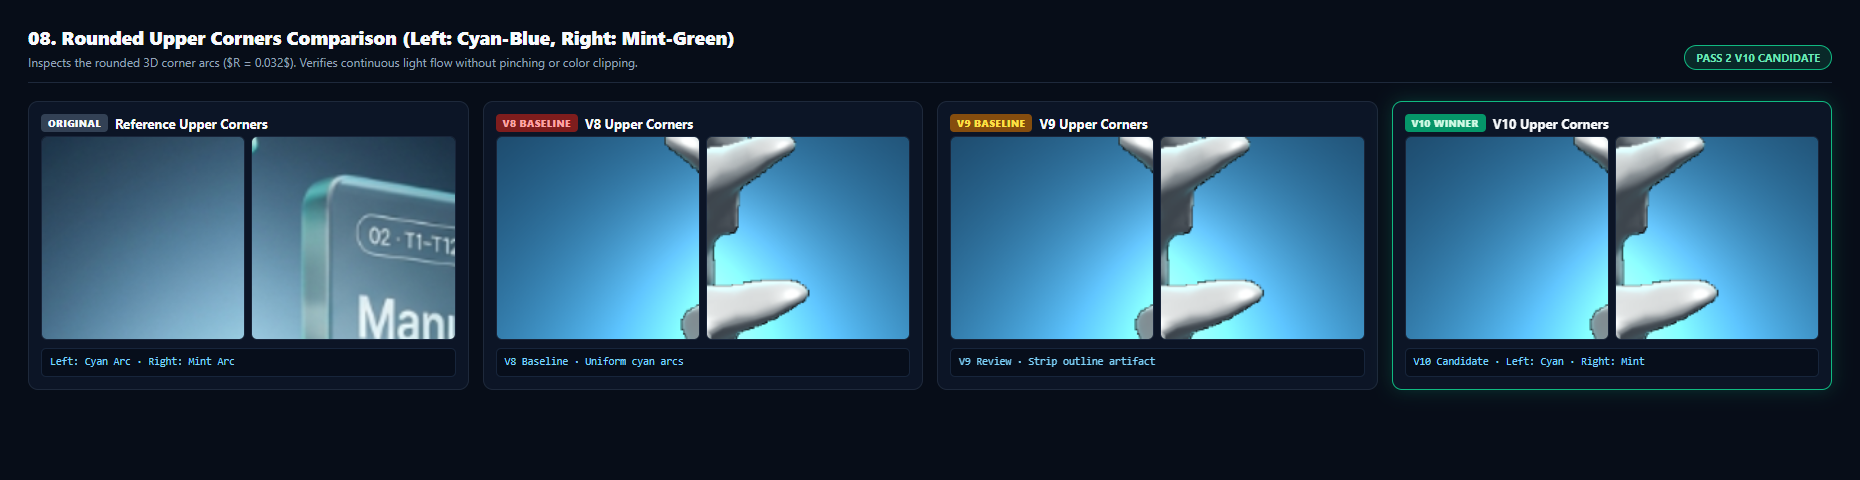 08. Rounded Upper Corners Comparison (Left: Cyan-Blue, Right: Mint-Green)
Inspects the rounded 3D corner arcs ($R = 0.032$). Verifies continuous light flow without pinching or color clipping.
PASS 2 V10 CANDIDATE
ORIGINAL Reference Upper Corners
02 · T1-T12
Manu
Left: Cyan Arc · Right: Mint Arc
V8 BASELINE V8 Upper Corners
V8 Baseline · Uniform cyan arcs
V9 BASELINE V9 Upper Corners
V9 Review · Strip outline artifact
V10 WINNER V10 Upper Corners
V10 Candidate · Left: Cyan · Right: Mint